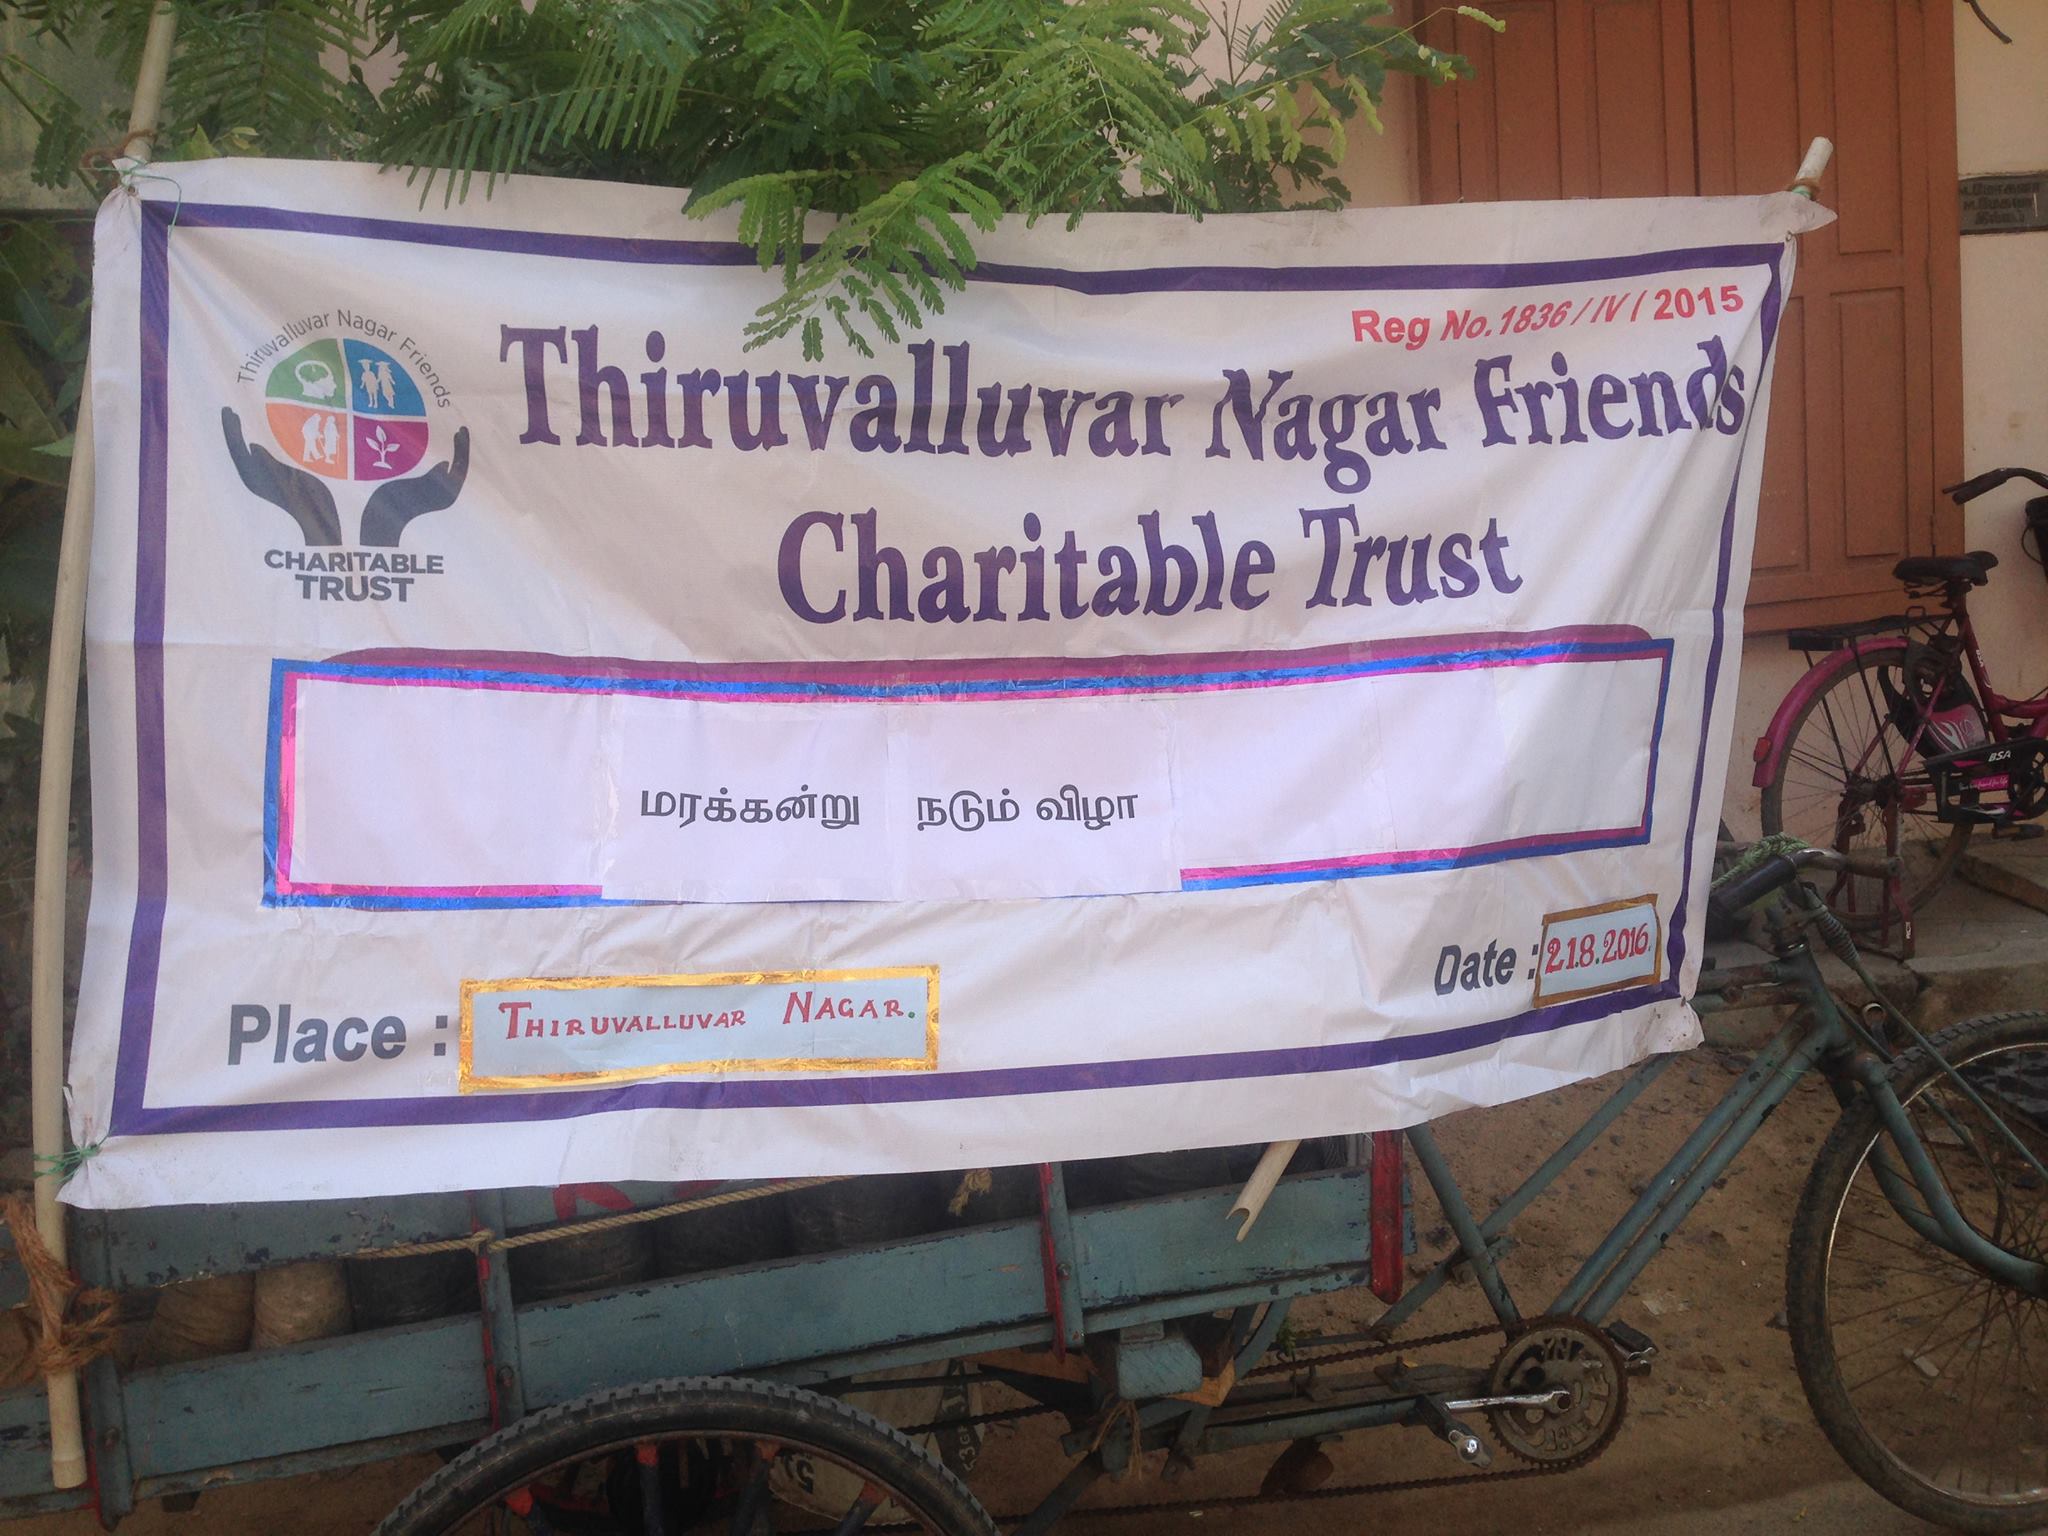 Reg No.1836 / IV / 2015
Thiruvalluvar Nagar Friends
CHARITABLE
TRUST
Thiruvalluvar Nagar Friends
Charitable Trust
மரக்கன்று நடும் விழா
Place : THIRUVALLUVAR NAGAR.
Date : 21.8.2016.
BSA